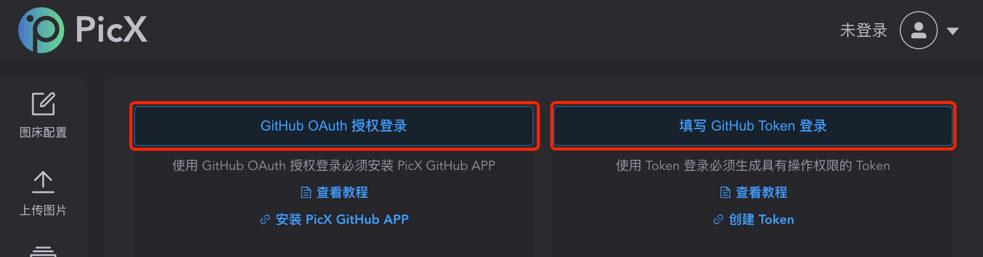 PicX
未登录
图床配置
上传图片
GitHub OAuth 授权登录
使用 GitHub OAuth 授权登录必须安装 PicX GitHub APP
查看教程
安装 PicX GitHub APP
填写 GitHub Token 登录
使用 Token 登录必须生成具有操作权限的 Token
查看教程
创建 Token